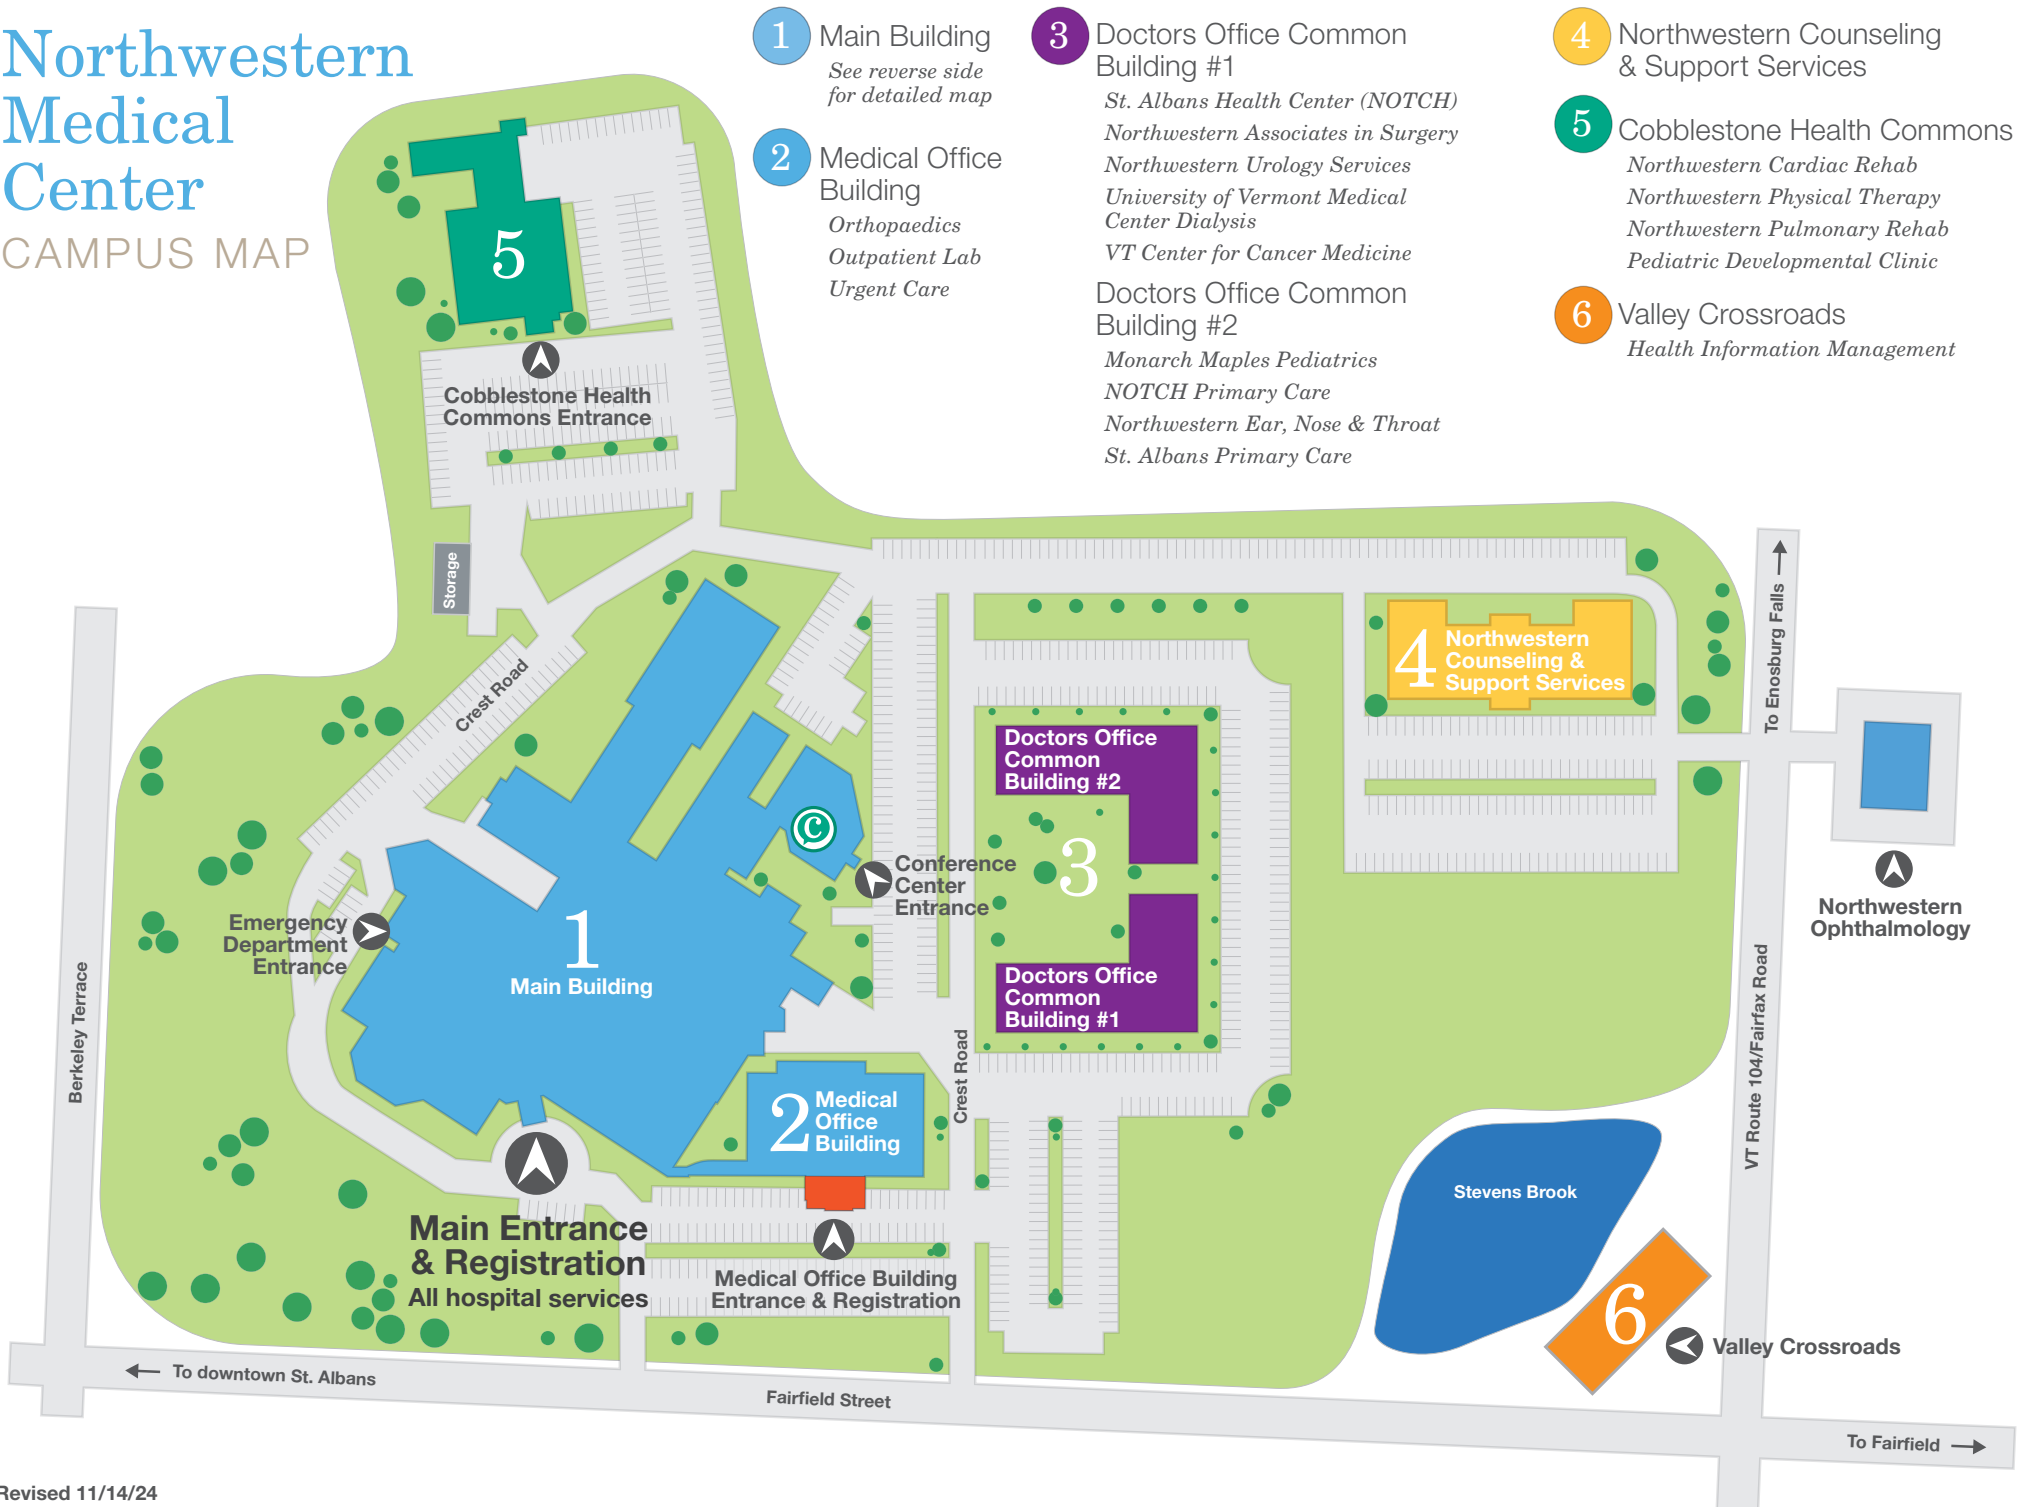 Northwestern
Medical
Center
CAMPUS MAP
1
Main Building
See reverse side
for detailed map
2
Medical Office
Building
Orthopaedics
Outpatient Lab
Urgent Care
3
Doctors Office Common
Building #1
St. Albans Health Center (NOTCH)
Northwestern Associates in Surgery
Northwestern Urology Services
University of Vermont Medical
Center Dialysis
VT Center for Cancer Medicine
Doctors Office Common
Building #2
Monarch Maples Pediatrics
NOTCH Primary Care
Northwestern Ear, Nose & Throat
St. Albans Primary Care
4
Northwestern Counseling
& Support Services
5
Cobblestone Health Commons
Northwestern Cardiac Rehab
Northwestern Physical Therapy
Northwestern Pulmonary Rehab
Pediatric Developmental Clinic
6
Valley Crossroads
Health Information Management
5
Cobblestone Health
Commons Entrance
Storage
Crest Road
4
Northwestern
Counseling &
Support Services
To Enosburg Falls
Doctors Office
Common
Building #2
3
Doctors Office
Common
Building #1
C
Conference
Center
Entrance
Emergency
Department
Entrance
1
Main Building
Northwestern
Ophthalmology
Berkeley Terrace
Crest Road
VT Route 104/Fairfax Road
2
Medical
Office
Building
Stevens Brook
Main Entrance
& Registration
All hospital services
Medical Office Building
Entrance & Registration
6
Valley Crossroads
To downtown St. Albans
Fairfield Street
To Fairfield
Revised 11/14/24